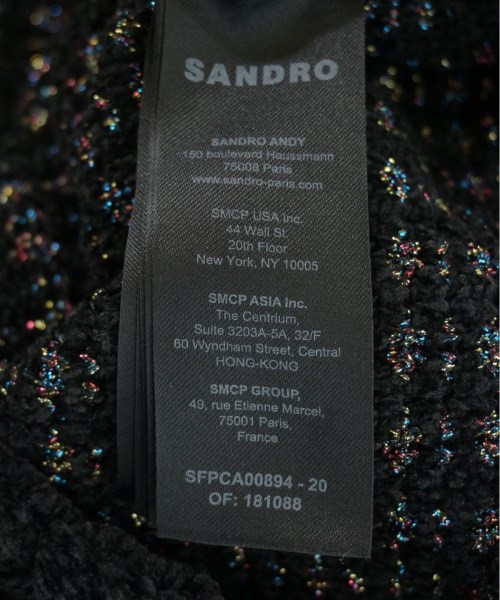 SANDRO
SANDRO ANDY
150 boulevard Haussmann
75008 Paris
www.sandro-paris.com
SMCP USA Inc.
44 Wall St.
20th Floor
New York, NY 10005
SMCP ASIA Inc.
The Centrium,
Suite 3203A-5A, 32/F
60 Wyndham Street, Central
HONG-KONG
SMCP GROUP,
49, rue Etienne Marcel,
75001 Paris,
France
SFPCA00894 - 20
OF: 181088